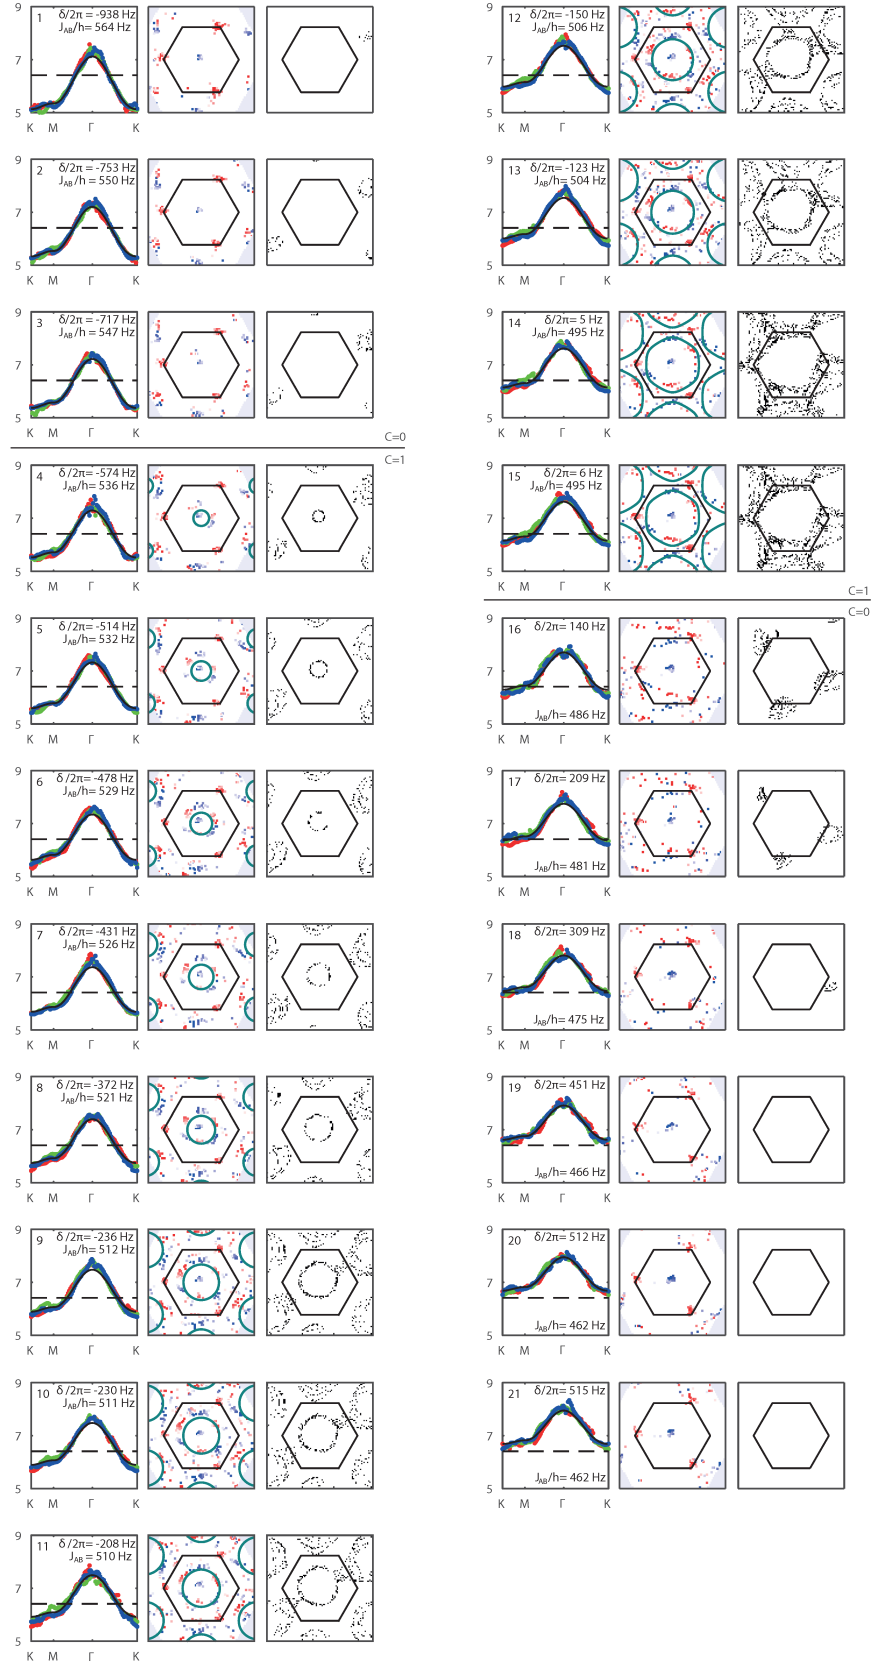 9
1
δ/2π = -938 Hz
J_AB/h= 564 Hz
7
5
K M Γ K
9
2
δ/2π = -753 Hz
J_AB/h= 550 Hz
7
5
K M Γ K
9
3
δ/2π= -717 Hz
J_AB/h= 547 Hz
7
5
K M Γ K
C=0
C=1
9
4
δ/2π= -574 Hz
J_AB/h= 536 Hz
7
5
K M Γ K
9
5
δ/2π= -514 Hz
J_AB/h= 532 Hz
7
5
K M Γ K
9
6
δ/2π= -478 Hz
J_AB/h= 529 Hz
7
5
K M Γ K
9
7
δ/2π= -431 Hz
J_AB/h= 526 Hz
7
5
K M Γ K
9
8
δ/2π= -372 Hz
J_AB/h= 521 Hz
7
5
K M Γ K
9
9
δ/2π= -236 Hz
J_AB/h= 512 Hz
7
5
K M Γ K
9
10
δ/2π= -230 Hz
J_AB/h= 511 Hz
7
5
K M Γ K
9
11
δ/2π= -208 Hz
J_AB = 510 Hz
7
5
K M Γ K
9
12
δ/2π= -150 Hz
J_AB/h= 506 Hz
7
5
K M Γ K
9
13
δ/2π= -123 Hz
J_AB/h= 504 Hz
7
5
K M Γ K
9
14
δ/2π= 5 Hz
J_AB/h= 495 Hz
7
5
K M Γ K
9
15
δ/2π= 6 Hz
J_AB/h= 495 Hz
7
5
K M Γ K
C=1
C=0
9
16
δ/2π= 140 Hz
7
J_AB/h= 486 Hz
5
K M Γ K
9
17
δ/2π= 209 Hz
7
J_AB/h= 481 Hz
5
K M Γ K
9
18
δ/2π= 309 Hz
7
J_AB/h= 475 Hz
5
K M Γ K
9
19
δ/2π= 451 Hz
7
J_AB/h= 466 Hz
5
K M Γ K
9
20
δ/2π= 512 Hz
7
J_AB/h= 462 Hz
5
K M Γ K
9
21
δ/2π= 515 Hz
7
J_AB/h= 462 Hz
5
K M Γ K